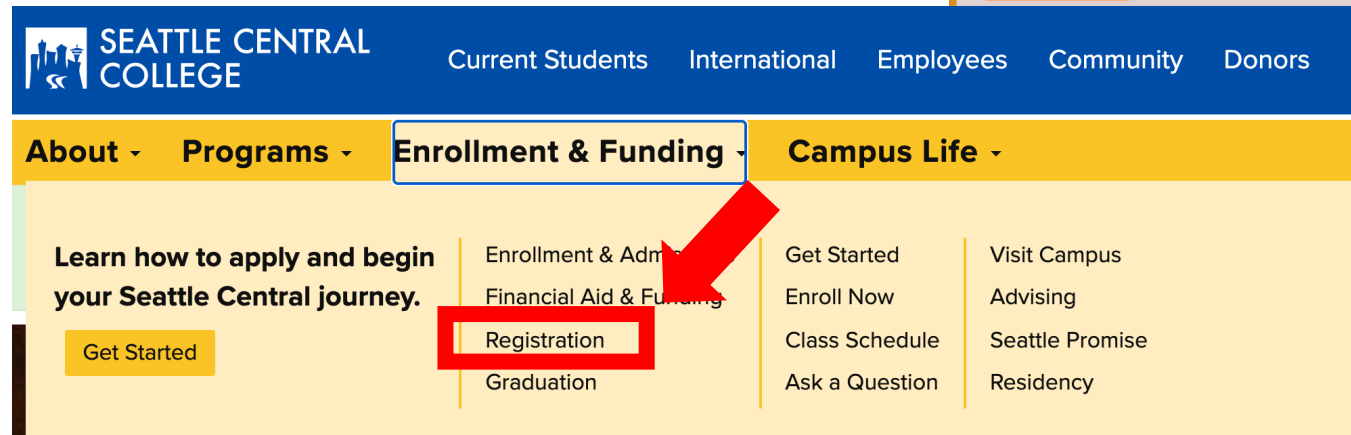 SEATTLE CENTRAL
COLLEGE
Current Students International Employees Community Donors
About Programs Enrollment & Funding Campus Life
Learn how to apply and begin
your Seattle Central journey.
Get Started
Enrollment &
Financial Aid & Funding
Registration
Graduation
Get Started
Enroll Now
Class Schedule
Ask a Question
Visit Campus
Advising
Seattle Promise
Residency